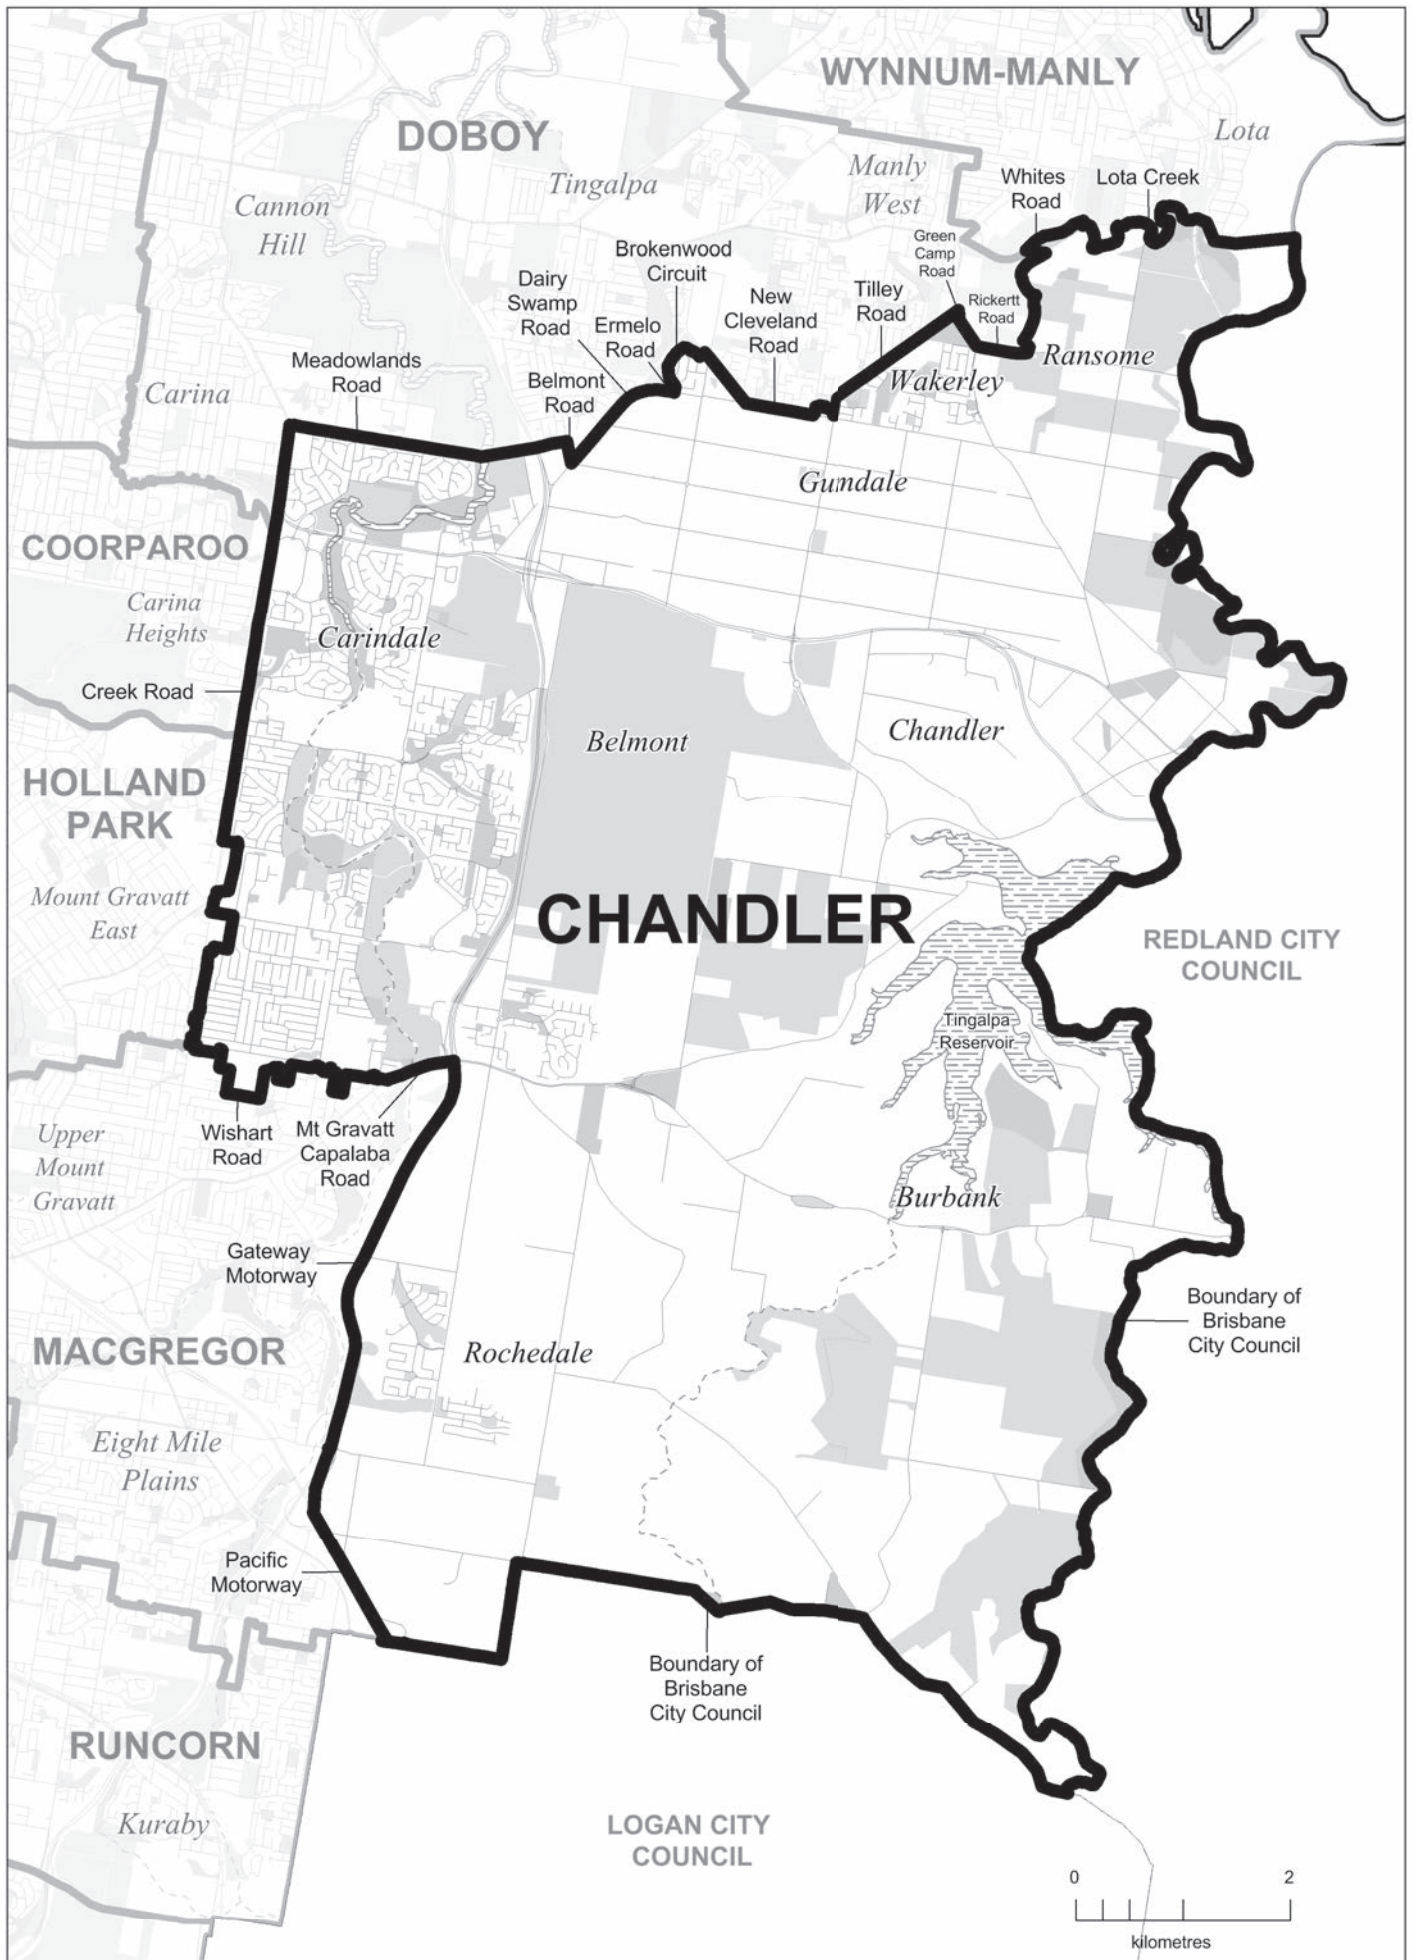 WYNNUM-MANLY
DOBOY
Lota
Tingalpa
Manly
West
Whites
Road
Lota Creek
Cannon
Hill
Green
Camp
Road
Brokenwood
Circuit
Dairy
Swamp
Road
New
Cleveland
Road
Tilley
Road
Rickertt
Road
Ermelo
Road
Meadowlands
Road
Ransome
Wakerley
Belmont
Road
Carina
Gumdale
COORPAROO
Carina
Heights
Carindale
Creek Road
Belmont
Chandler
HOLLAND
PARK
Mount Gravatt
East
CHANDLER
REDLAND CITY
COUNCIL
Tingalpa
Reservoir
Upper
Mount
Gravatt
Wishart
Road
Mt Gravatt
Capalaba
Road
Burbank
Gateway
Motorway
Boundary of
Brisbane
City Council
MACGREGOR
Rochedale
Eight Mile
Plains
Pacific
Motorway
Boundary of
Brisbane
City Council
RUNCORN
Kuraby
LOGAN CITY
COUNCIL
0 2
kilometres